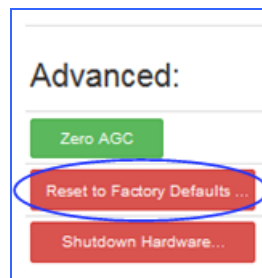 Advanced:
Zero AGC
Reset to Factory Defaults ...
Shutdown Hardware...